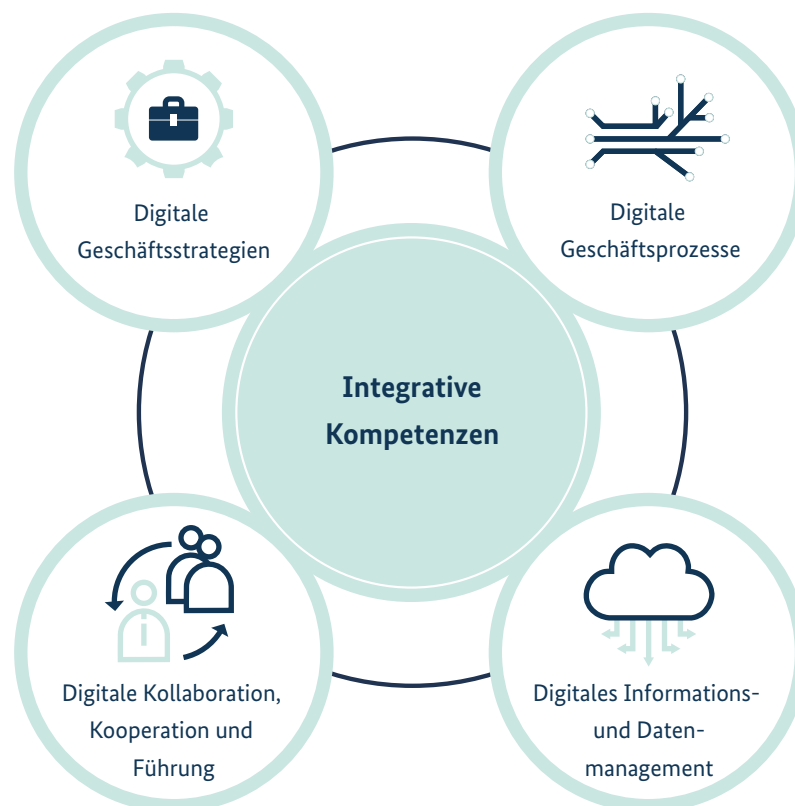 Digitale
Geschäftsstrategien
Digitale
Geschäftsprozesse
Integrative
Kompetenzen
Digitale Kollaboration,
Kooperation und
Führung
Digitales Informations-
und Daten-
management